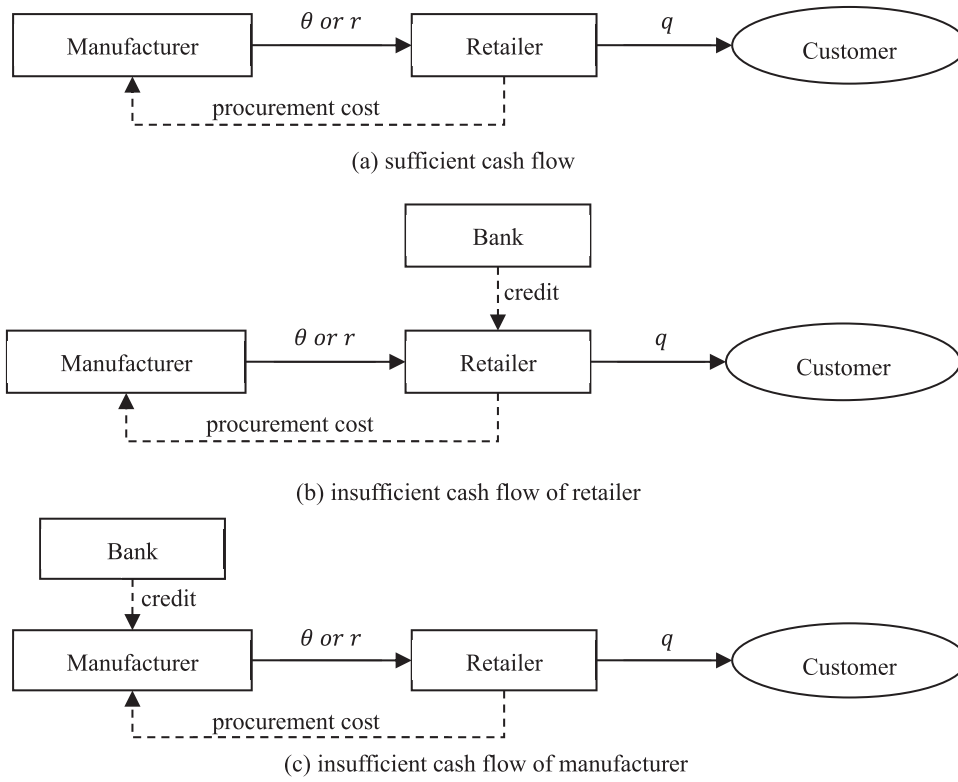 θ or r
q
Manufacturer
Retailer
Customer
procurement cost
(a) sufficient cash flow
Bank
credit
θ or r
q
Manufacturer
Retailer
Customer
procurement cost
(b) insufficient cash flow of retailer
Bank
credit
θ or r
q
Manufacturer
Retailer
Customer
procurement cost
(c) insufficient cash flow of manufacturer